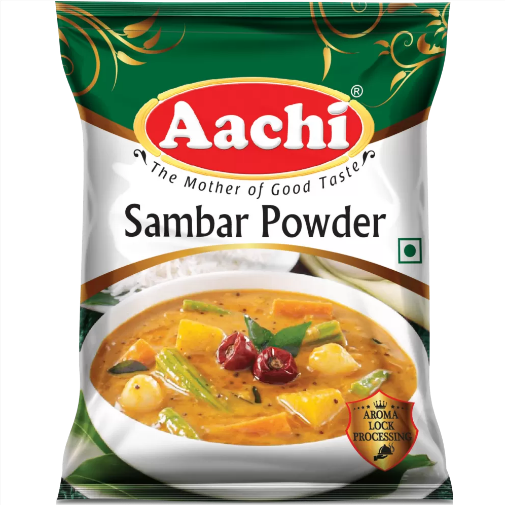 Aachi®
The Mother of Good Taste
Sambar Powder
AROMA
LOCK
PROCESSING